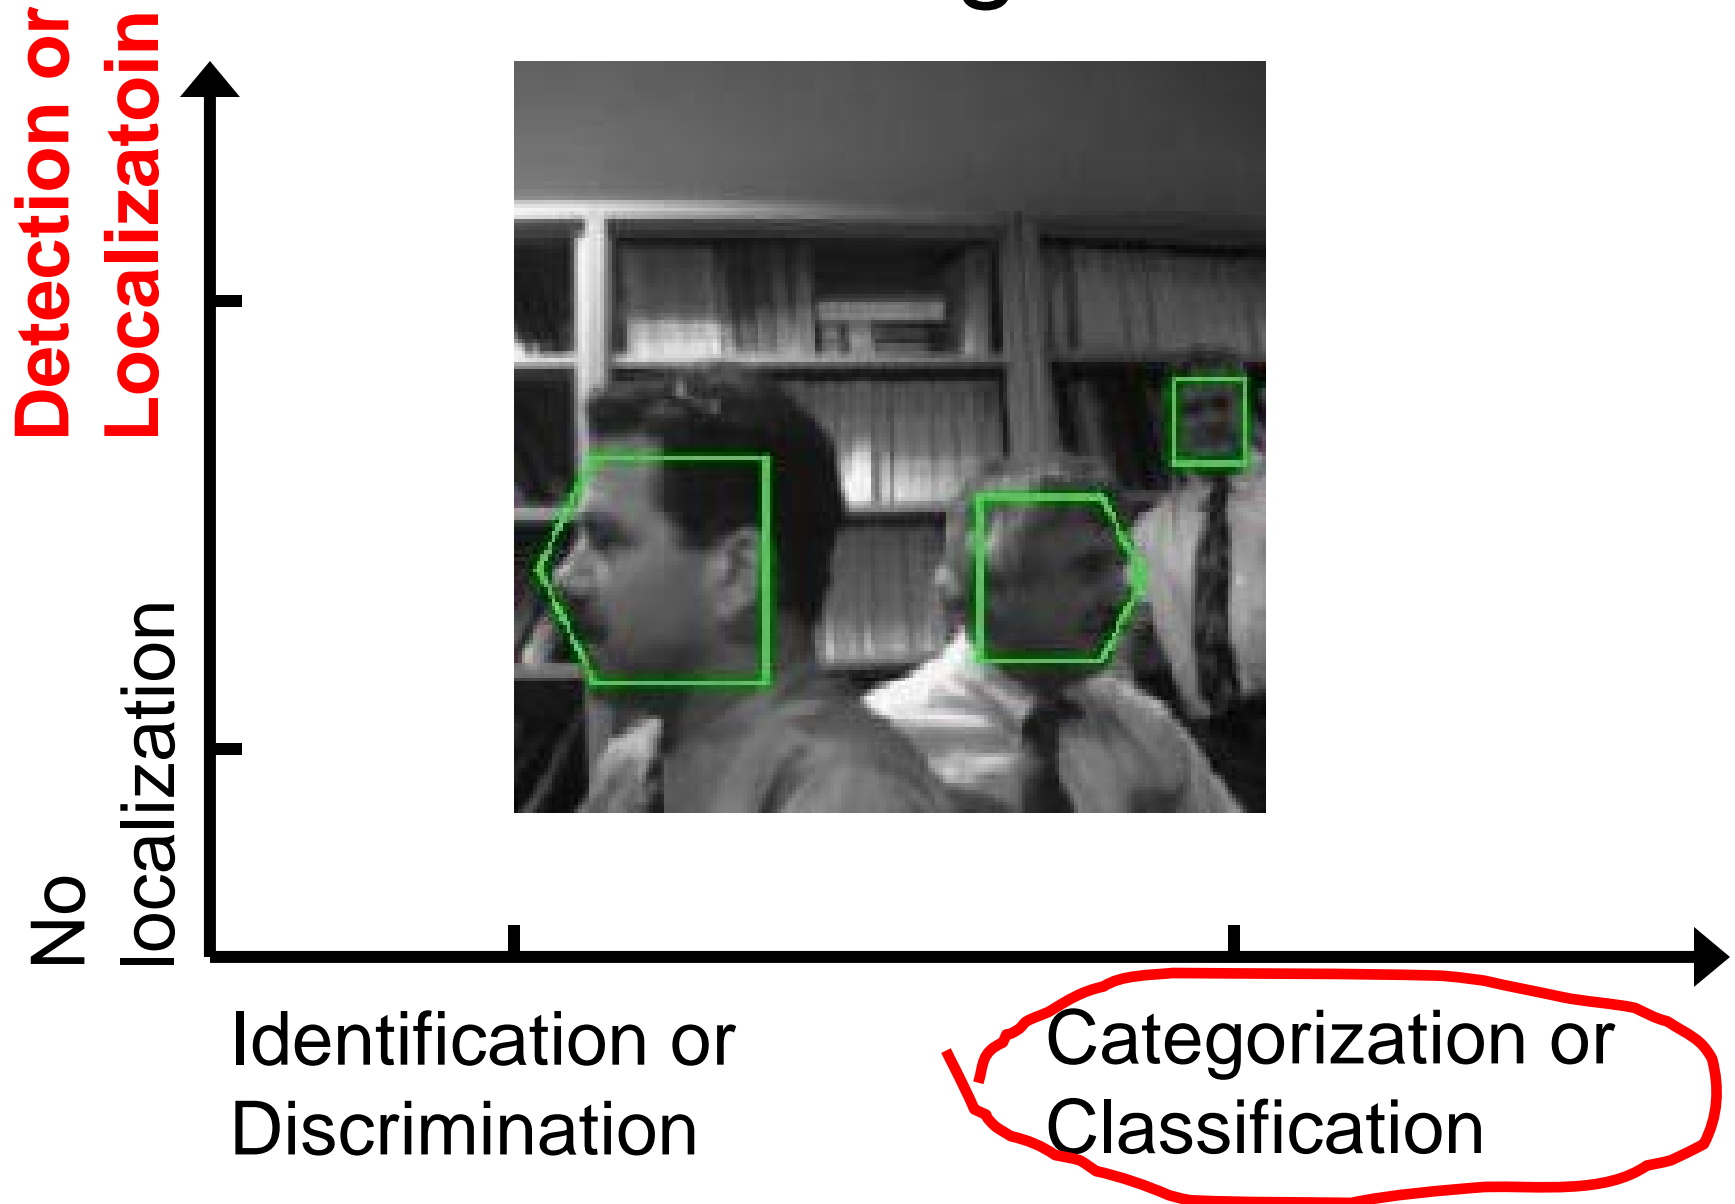 Detection or
Localizatoin
No
localization
Identification or
Discrimination
Categorization or
Classification